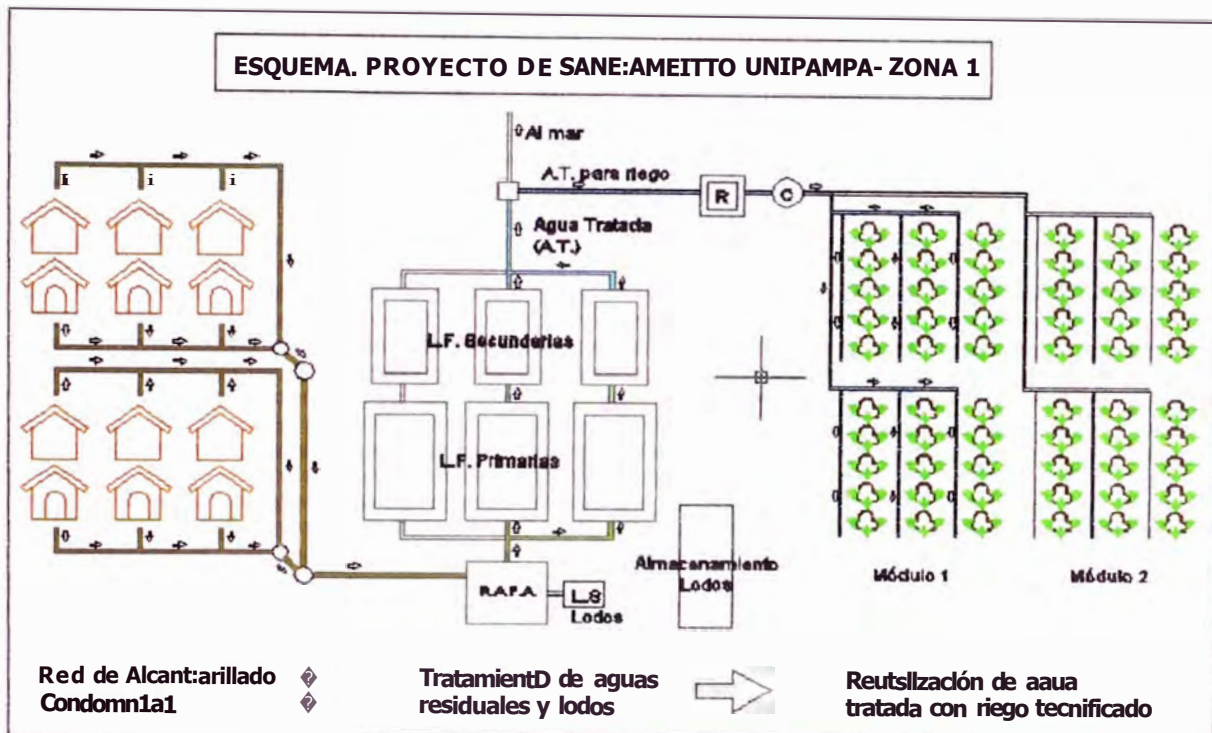 ESQUEMA. PROYECTO DE SANE:AMEITTO UNIPAMPA- ZONA 1
Al mar
A.T. para riego
R
C
Agua Tratada
(A.T.)
L.F. Secundarias
L.F. Primarias
R.A.F.A.
L.S
Lodos
Almacenamiento
Lodos
Módulo 1
Módulo 2
Red de Alcant:arillado
Condomn1a1
TratamientD de aguas
residuales y lodos
Reutsllzación de aaua
tratada con riego tecnificado